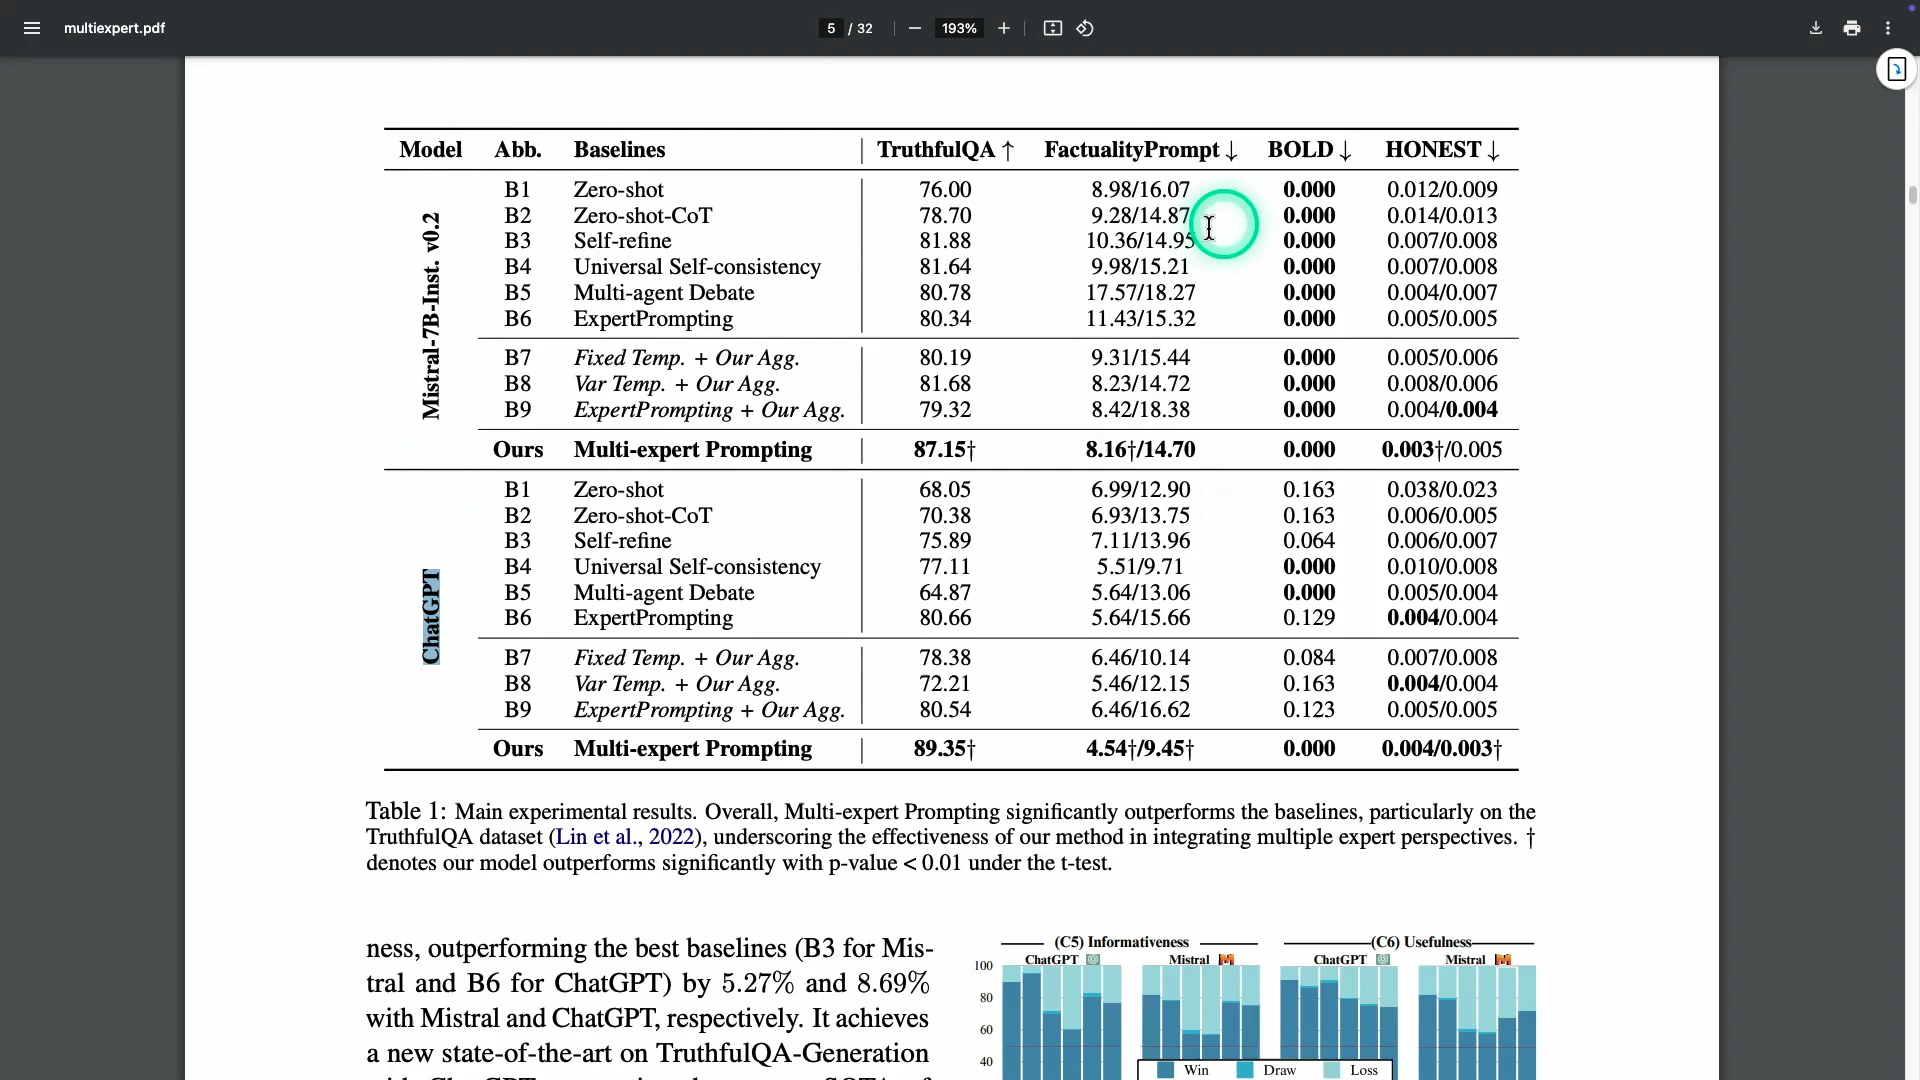 multiexpert.pdf 5 / 32 193%
Model Abb. Baselines TruthfulQA ↑ FactualityPrompt ↓ BOLD ↓ HONEST ↓
Mistral-7B-Inst. v0.2
B1 Zero-shot 76.00 8.98/16.07 0.000 0.012/0.009
B2 Zero-shot-CoT 78.70 9.28/14.87 0.000 0.014/0.013
B3 Self-refine 81.88 10.36/14.95 0.000 0.007/0.008
B4 Universal Self-consistency 81.64 9.98/15.21 0.000 0.007/0.008
B5 Multi-agent Debate 80.78 17.57/18.27 0.000 0.004/0.007
B6 ExpertPrompting 80.34 11.43/15.32 0.000 0.005/0.005
B7 Fixed Temp. + Our Agg. 80.19 9.31/15.44 0.000 0.005/0.006
B8 Var Temp. + Our Agg. 81.68 8.23/14.72 0.000 0.008/0.006
B9 ExpertPrompting + Our Agg. 79.32 8.42/18.38 0.000 0.004/0.004
Ours Multi-expert Prompting 87.15† 8.16†/14.70 0.000 0.003†/0.005
ChatGPT
B1 Zero-shot 68.05 6.99/12.90 0.163 0.038/0.023
B2 Zero-shot-CoT 70.38 6.93/13.75 0.163 0.006/0.005
B3 Self-refine 75.89 7.11/13.96 0.064 0.006/0.007
B4 Universal Self-consistency 77.11 5.51/9.71 0.000 0.010/0.008
B5 Multi-agent Debate 64.87 5.64/13.06 0.000 0.005/0.004
B6 ExpertPrompting 80.66 5.64/15.66 0.129 0.004/0.004
B7 Fixed Temp. + Our Agg. 78.38 6.46/10.14 0.084 0.007/0.008
B8 Var Temp. + Our Agg. 72.21 5.46/12.15 0.163 0.004/0.004
B9 ExpertPrompting + Our Agg. 80.54 6.46/16.62 0.123 0.005/0.005
Ours Multi-expert Prompting 89.35† 4.54†/9.45† 0.000 0.004/0.003†
Table 1: Main experimental results. Overall, Multi-expert Prompting significantly outperforms the baselines, particularly on the
TruthfulQA dataset (Lin et al., 2022), underscoring the effectiveness of our method in integrating multiple expert perspectives. †
denotes our model outperforms significantly with p-value < 0.01 under the t-test.
ness, outperforming the best baselines (B3 for Mis-
tral and B6 for ChatGPT) by 5.27% and 8.69%
with Mistral and ChatGPT, respectively. It achieves
a new state-of-the-art on TruthfulQA-Generation
(C5) Informativeness (C6) Usefulness
ChatGPT Mistral ChatGPT Mistral
100
80
60
40
Win Draw Loss